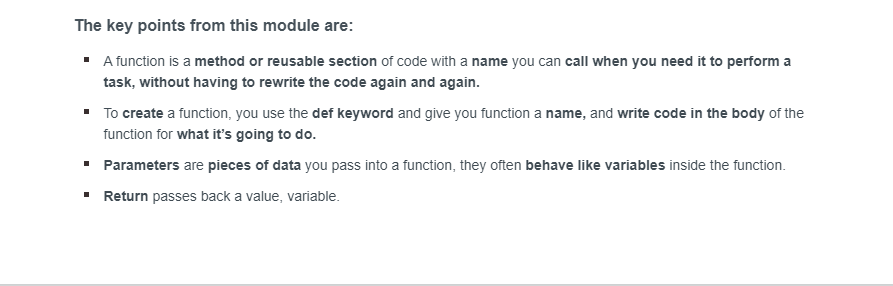 The key points from this module are:
A function is a method or reusable section of code with a name you can call when you need it to perform a
task, without having to rewrite the code again and again.
To create a function, you use the def keyword and give you function a name, and write code in the body of the
function for what it's going to do.
Parameters are pieces of data you pass into a function, they often behave like variables inside the function.
Return passes back a value, variable.